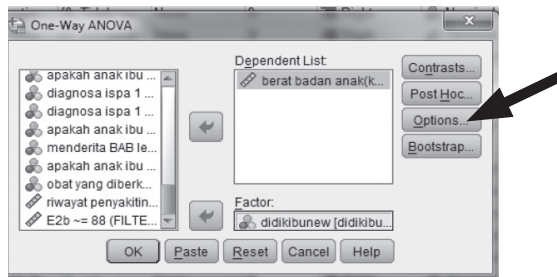 One-Way ANOVA
Dependent List:
apakah anak ibu ...
diagnosa ispa 1 ...
diagnosa ispa 1 ...
apakah anak ibu ...
menderita BAB le...
apakah anak ibu ...
obat yang diberk...
riwayat penyakitin...
E2b ~= 88 (FILTE...
berat badan anak(k...
Contrasts...
Post Hoc...
Options...
Bootstrap...
Factor:
didikibunew [didikibu...
OK Paste Reset Cancel Help